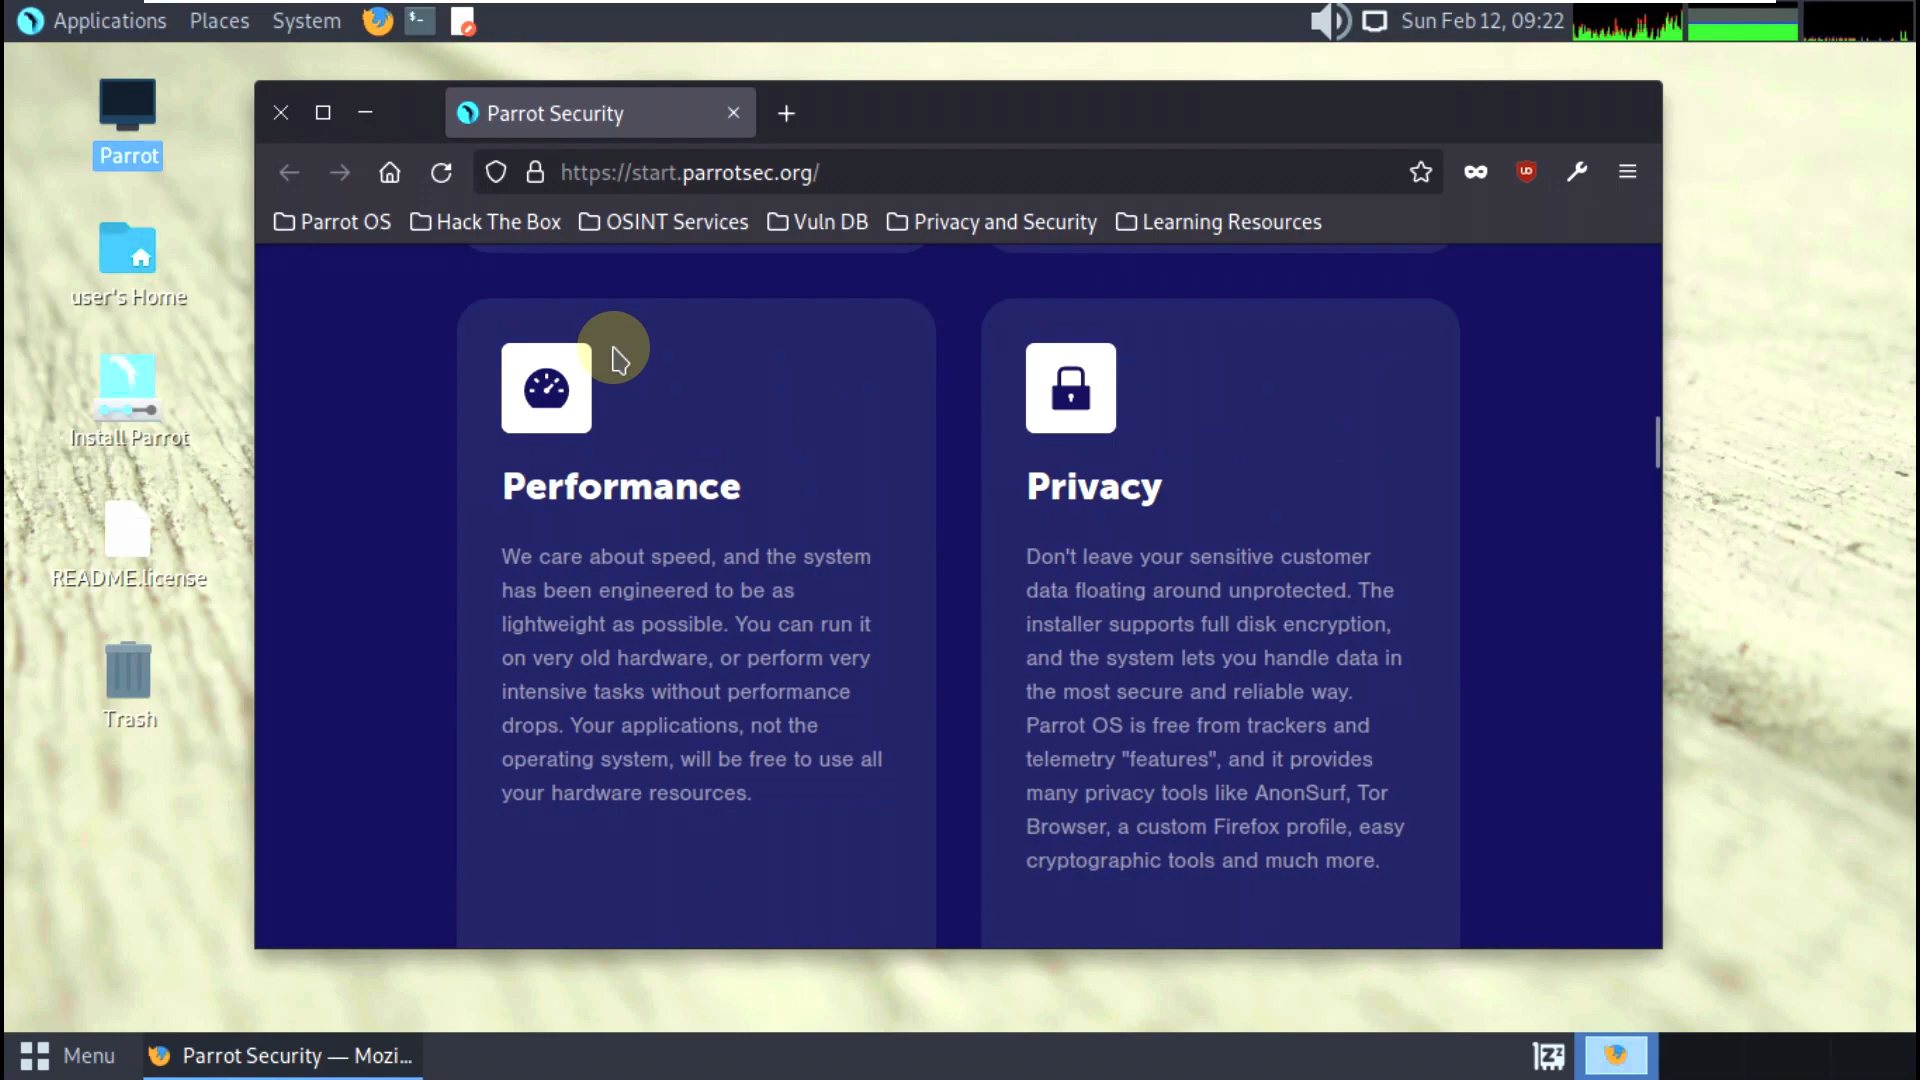 Applications Places System
Sun Feb 12, 09:22
Parrot
user's Home
Install Parrot
README.license
Trash
Parrot Security
https://start.parrotsec.org/
Parrot OS Hack The Box OSINT Services Vuln DB Privacy and Security Learning Resources
Performance
We care about speed, and the system
has been engineered to be as
lightweight as possible. You can run it
on very old hardware, or perform very
intensive tasks without performance
drops. Your applications, not the
operating system, will be free to use all
your hardware resources.
Privacy
Don't leave your sensitive customer
data floating around unprotected. The
installer supports full disk encryption,
and the system lets you handle data in
the most secure and reliable way.
Parrot OS is free from trackers and
telemetry "features", and it provides
many privacy tools like AnonSurf, Tor
Browser, a custom Firefox profile, easy
cryptographic tools and much more.
Menu
Parrot Security — Mozi...